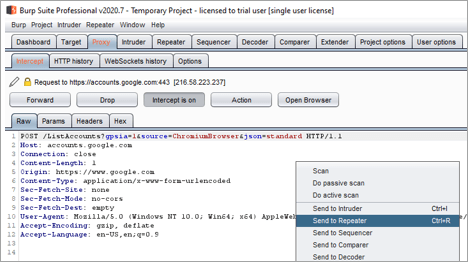 Burp Suite Professional v2020.7 - Temporary Project - licensed to trial user [single user license]
Burp Project Intruder Repeater Window Help
Dashboard Target Proxy Intruder Repeater Sequencer Decoder Comparer Extender Project options User options
Intercept HTTP history WebSockets history Options
Request to https://accounts.google.com:443 [216.58.223.237]
Forward Drop Intercept is on Action Open Browser
Raw Params Headers Hex
1 POST /ListAccounts?gpsia=1&source=ChromiumBrowser&json=standard HTTP/1.1
2 Host: accounts.google.com
3 Connection: close
4 Content-Length: 1
5 Origin: https://www.google.com
6 Content-Type: application/x-www-form-urlencoded
7 Sec-Fetch-Site: none
8 Sec-Fetch-Mode: no-cors
9 Sec-Fetch-Dest: empty
10 User-Agent: Mozilla/5.0 (Windows NT 10.0; Win64; x64) AppleWeb
11 Accept-Encoding: gzip, deflate
12 Accept-Language: en-US,en;q=0.9
13
14
Scan
Do passive scan
Do active scan
Send to Intruder Ctrl+I
Send to Repeater Ctrl+R
Send to Sequencer
Send to Comparer
Send to Decoder